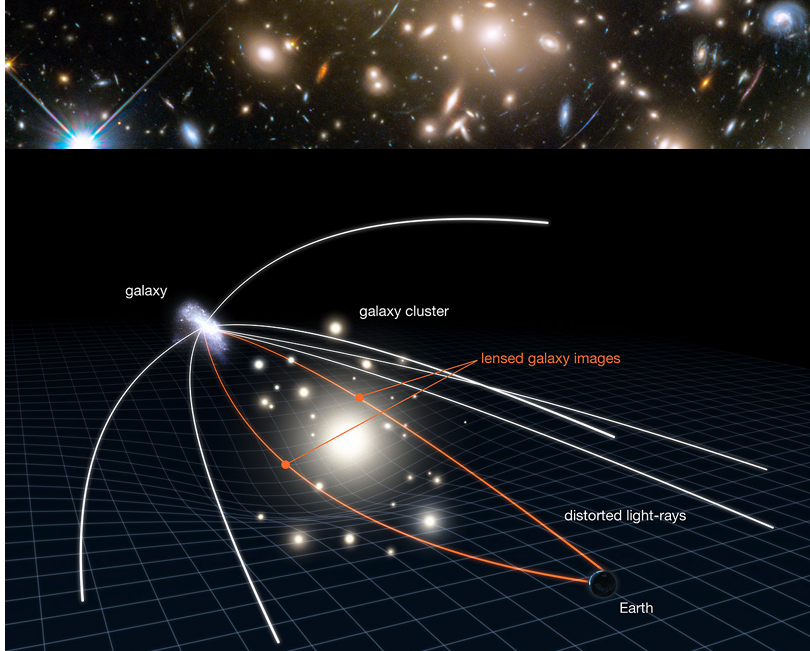 galaxy
galaxy cluster
lensed galaxy images
distorted light-rays
Earth